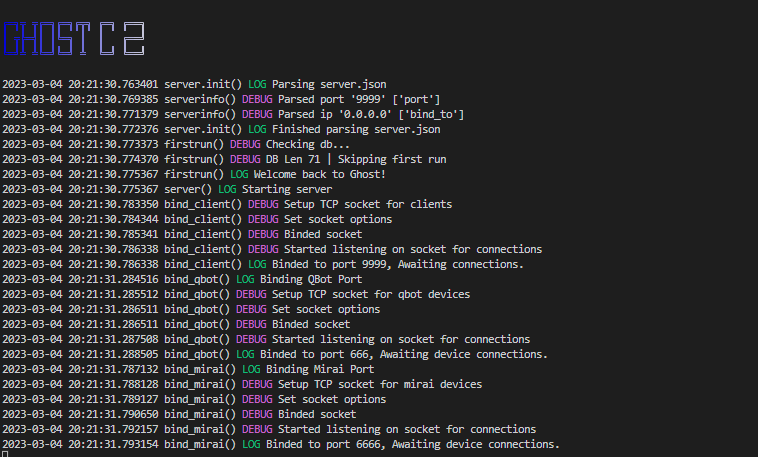 GHOST C2
2023-03-04 20:21:30.763401 server.init() LOG Parsing server.json
2023-03-04 20:21:30.769385 serverinfo() DEBUG Parsed port '9999' ['port']
2023-03-04 20:21:30.771379 serverinfo() DEBUG Parsed ip '0.0.0.0' ['bind_to']
2023-03-04 20:21:30.772376 server.init() LOG Finished parsing server.json
2023-03-04 20:21:30.773373 firstrun() DEBUG Checking db...
2023-03-04 20:21:30.774370 firstrun() DEBUG DB Len 71 | Skipping first run
2023-03-04 20:21:30.775367 firstrun() LOG Welcome back to Ghost!
2023-03-04 20:21:30.775367 server() LOG Starting server
2023-03-04 20:21:30.783350 bind_client() DEBUG Setup TCP socket for clients
2023-03-04 20:21:30.784344 bind_client() DEBUG Set socket options
2023-03-04 20:21:30.785341 bind_client() DEBUG Binded socket
2023-03-04 20:21:30.786338 bind_client() DEBUG Started listening on socket for connections
2023-03-04 20:21:30.786338 bind_client() LOG Binded to port 9999, Awaiting connections.
2023-03-04 20:21:31.284516 bind_qbot() LOG Binding QBot Port
2023-03-04 20:21:31.285512 bind_qbot() DEBUG Setup TCP socket for qbot devices
2023-03-04 20:21:31.286511 bind_qbot() DEBUG Set socket options
2023-03-04 20:21:31.286511 bind_qbot() DEBUG Binded socket
2023-03-04 20:21:31.287508 bind_qbot() DEBUG Started listening on socket for connections
2023-03-04 20:21:31.288505 bind_qbot() LOG Binded to port 666, Awaiting device connections.
2023-03-04 20:21:31.787132 bind_mirai() LOG Binding Mirai Port
2023-03-04 20:21:31.788128 bind_mirai() DEBUG Setup TCP socket for mirai devices
2023-03-04 20:21:31.789127 bind_mirai() DEBUG Set socket options
2023-03-04 20:21:31.790650 bind_mirai() DEBUG Binded socket
2023-03-04 20:21:31.792157 bind_mirai() DEBUG Started listening on socket for connections
2023-03-04 20:21:31.793154 bind_mirai() LOG Binded to port 6666, Awaiting device connections.